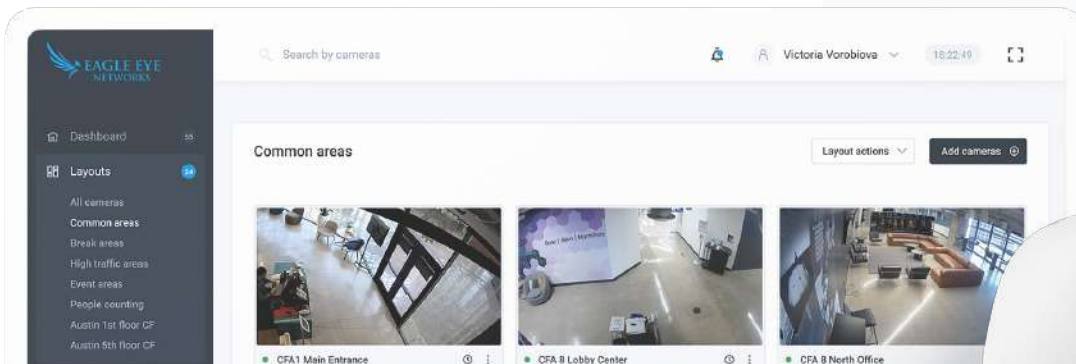 EAGLE EYE
NETWORKS
Search by cameras
Victoria Vorobiova
18:22:49
Dashboard
55
Common areas
Layout actions
Add cameras
Layouts
24
All cameras
Common areas
Break areas
High traffic areas
Event areas
People counting
Austin 1st floor CF
Austin 5th floor CF
CFA1 Main Entrance
CFA 8 Lobby Center
CFA 8 North Office